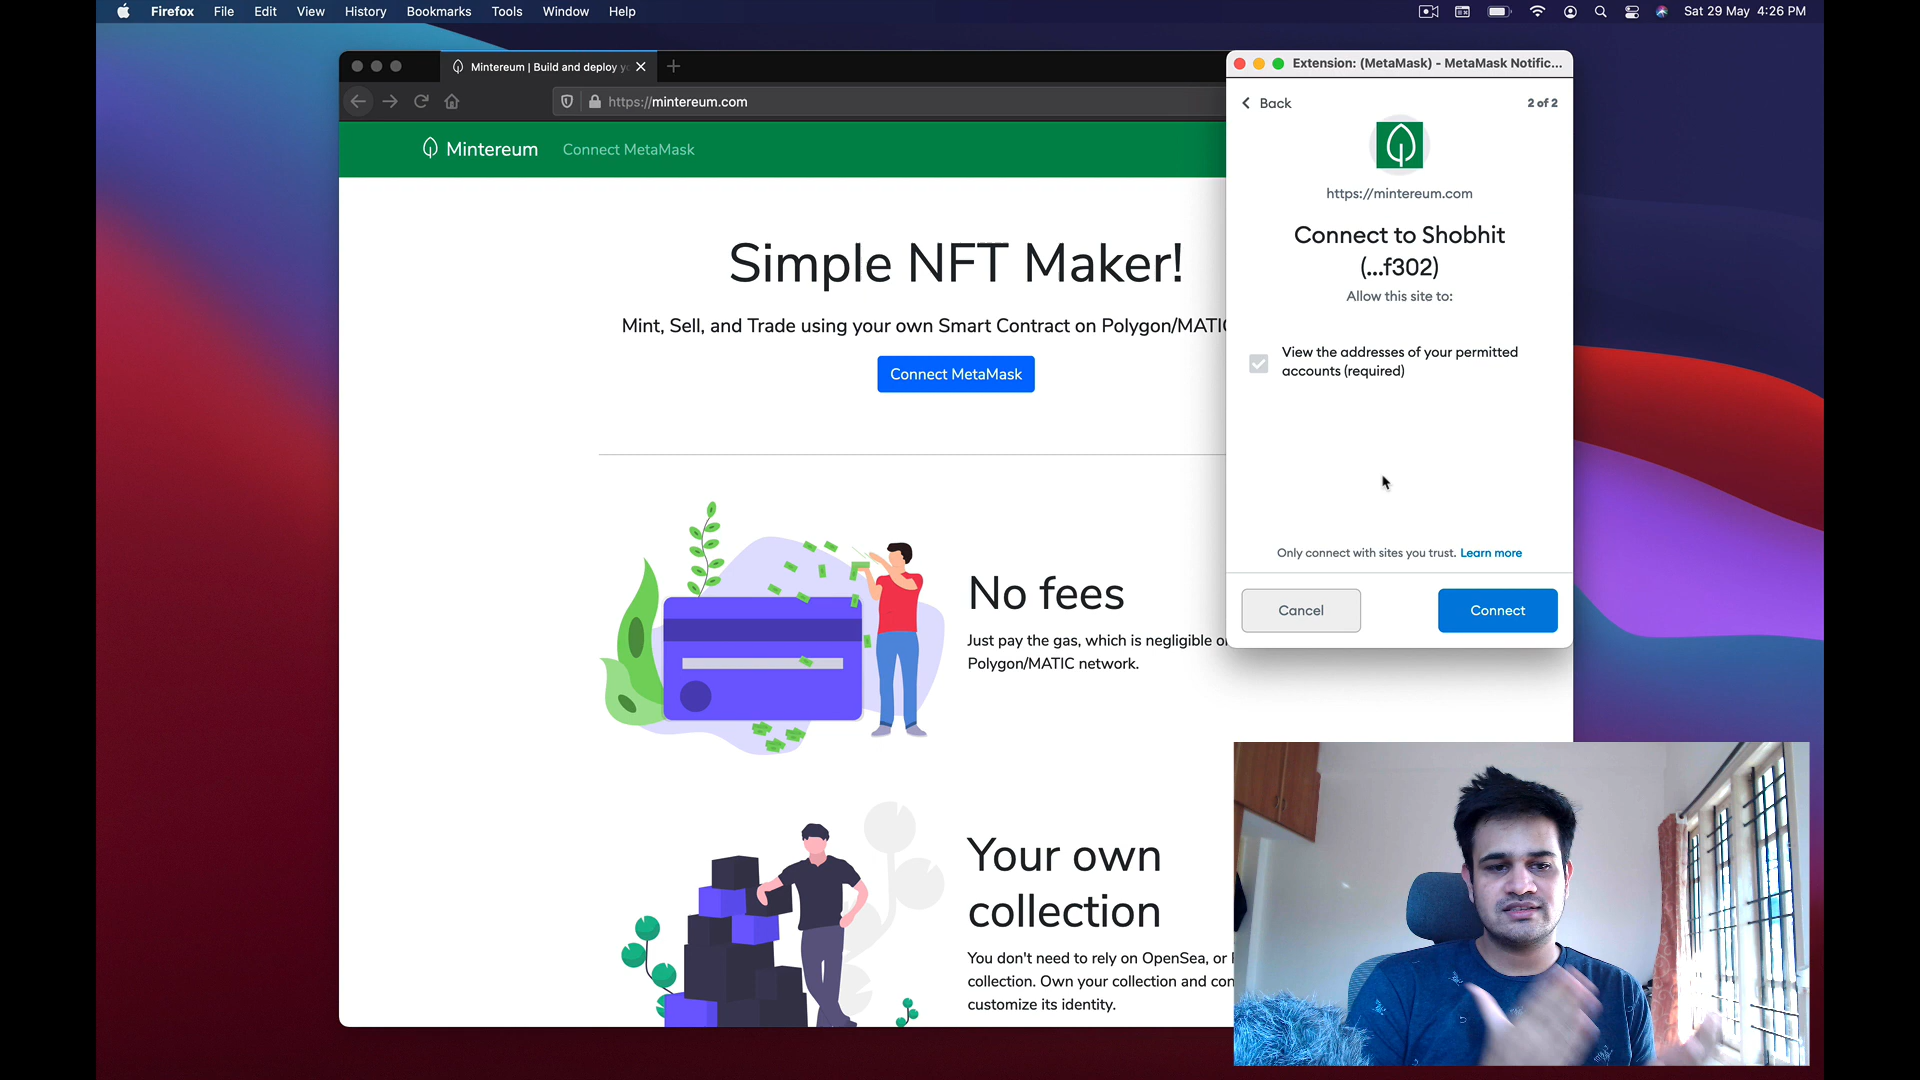 Firefox File Edit View History Bookmarks Tools Window Help
Sat 29 May 4:26 PM
Mintereum | Build and deploy
https://mintereum.com
Mintereum
Connect MetaMask
Simple NFT Maker!
Mint, Sell, and Trade using your own Smart Contract on Polygon/MATIC
Connect MetaMask
No fees
Just pay the gas, which is negligible
Polygon/MATIC network.
Your own
collection
You don't need to rely on OpenSea, or
collection. Own your collection and
customize its identity.
Extension: (MetaMask) - MetaMask Notific...
Back
2 of 2
https://mintereum.com
Connect to Shobhit
(...f302)
Allow this site to:
View the addresses of your permitted
accounts (required)
Only connect with sites you trust. Learn more
Cancel
Connect